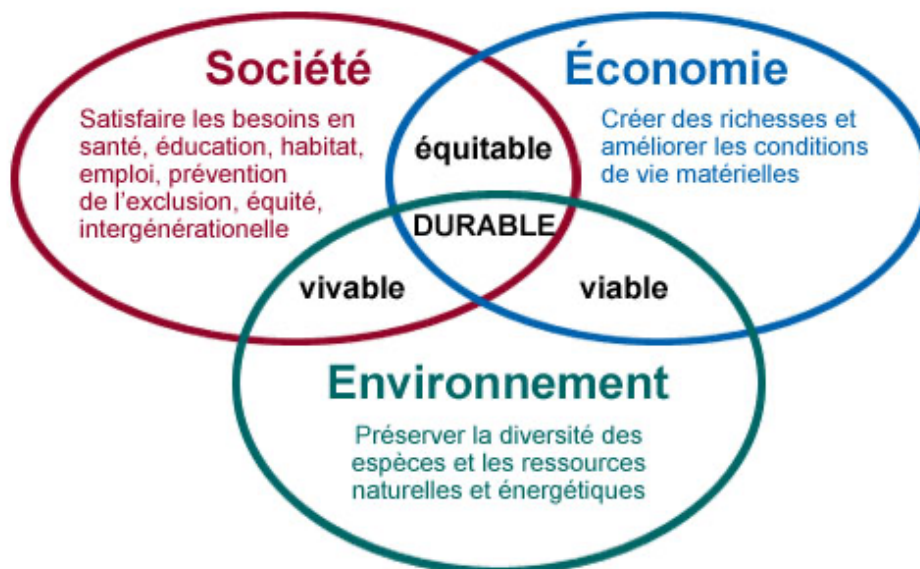 Société
Satisfaire les besoins en
santé, éducation, habitat,
emploi, prévention
de l'exclusion, équité,
intergénérationelle
Économie
Créer des richesses et
améliorer les conditions
de vie matérielles
équitable
DURABLE
vivable
viable
Environnement
Préserver la diversité des
espèces et les ressources
naturelles et énergétiques